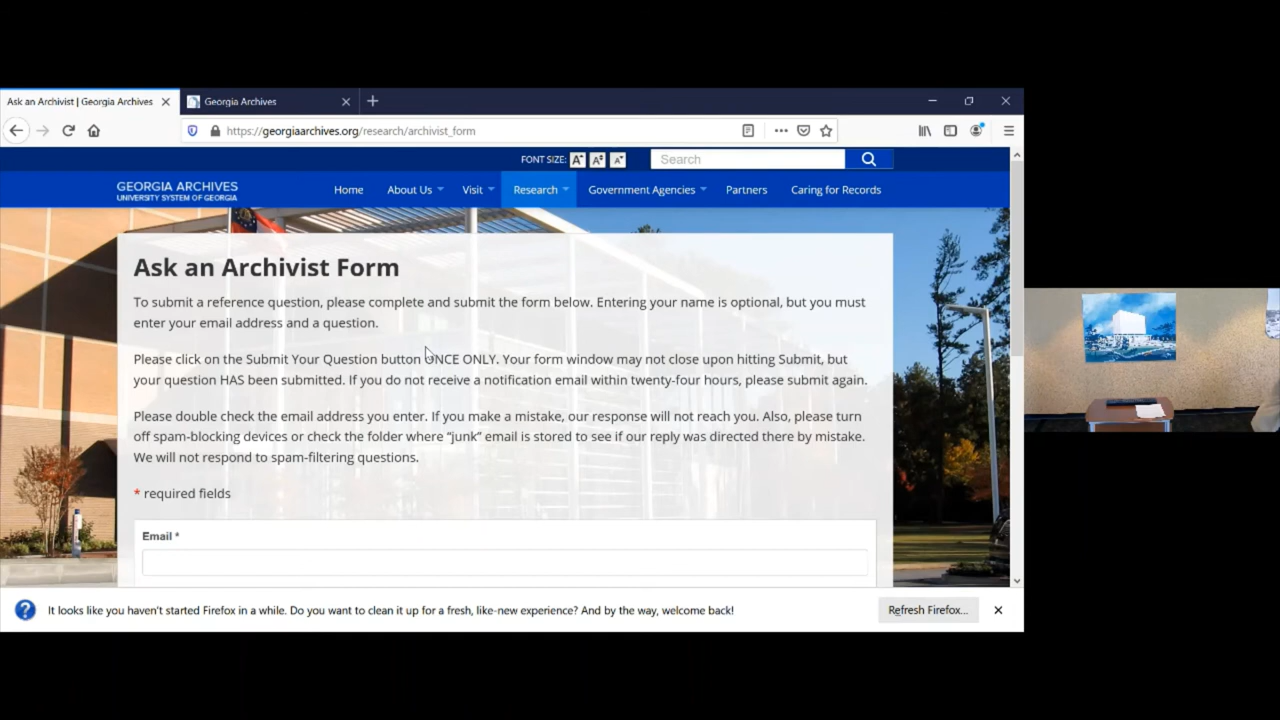 Ask an Archivist | Georgia Archives
Georgia Archives
https://georgiaarchives.org/research/archivist_form
FONT SIZE: A+ A= A-
Search
GEORGIA ARCHIVES
UNIVERSITY SYSTEM OF GEORGIA
Home About Us Visit Research Government Agencies Partners Caring for Records
Ask an Archivist Form
To submit a reference question, please complete and submit the form below. Entering your name is optional, but you must
enter your email address and a question.
Please click on the Submit Your Question button ONCE ONLY. Your form window may not close upon hitting Submit, but
your question HAS been submitted. If you do not receive a notification email within twenty-four hours, please submit again.
Please double check the email address you enter. If you make a mistake, our response will not reach you. Also, please turn
off spam-blocking devices or check the folder where “junk” email is stored to see if our reply was directed there by mistake.
We will not respond to spam-filtering questions.
* required fields
Email *
It looks like you haven't started Firefox in a while. Do you want to clean it up for a fresh, like-new experience? And by the way, welcome back!
Refresh Firefox...